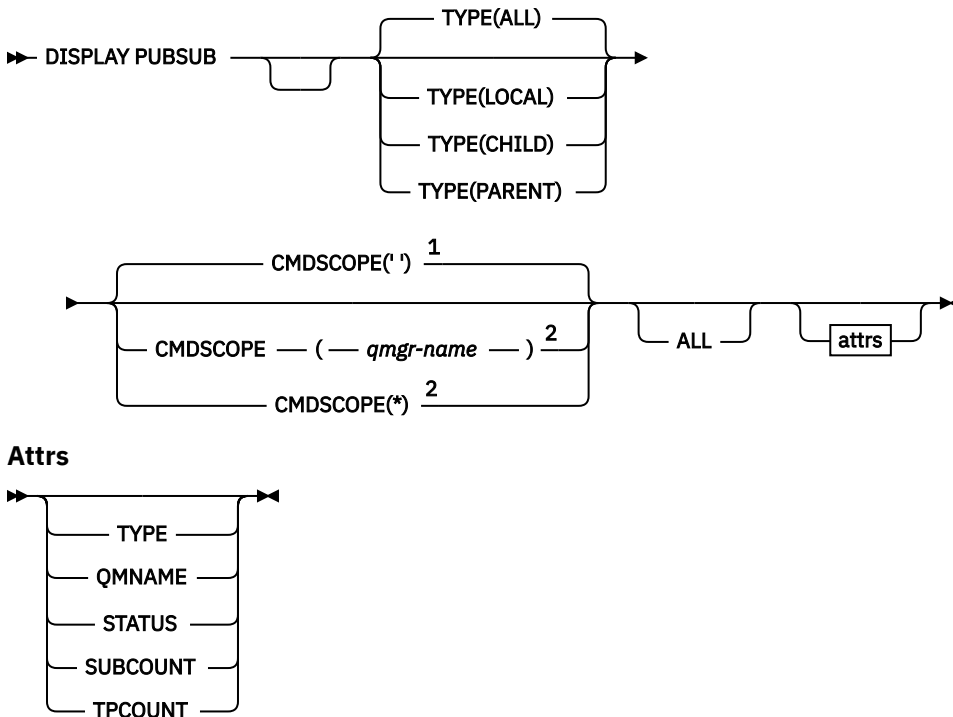 TYPE(ALL)
DISPLAY PUBSUB
TYPE(LOCAL)
TYPE(CHILD)
TYPE(PARENT)
CMDSCOPE(' ') 1
CMDSCOPE ( qmgr-name ) 2
ALL
attrs
CMDSCOPE(*) 2
Attrs
TYPE
QMNAME
STATUS
SUBCOUNT
TPCOUNT